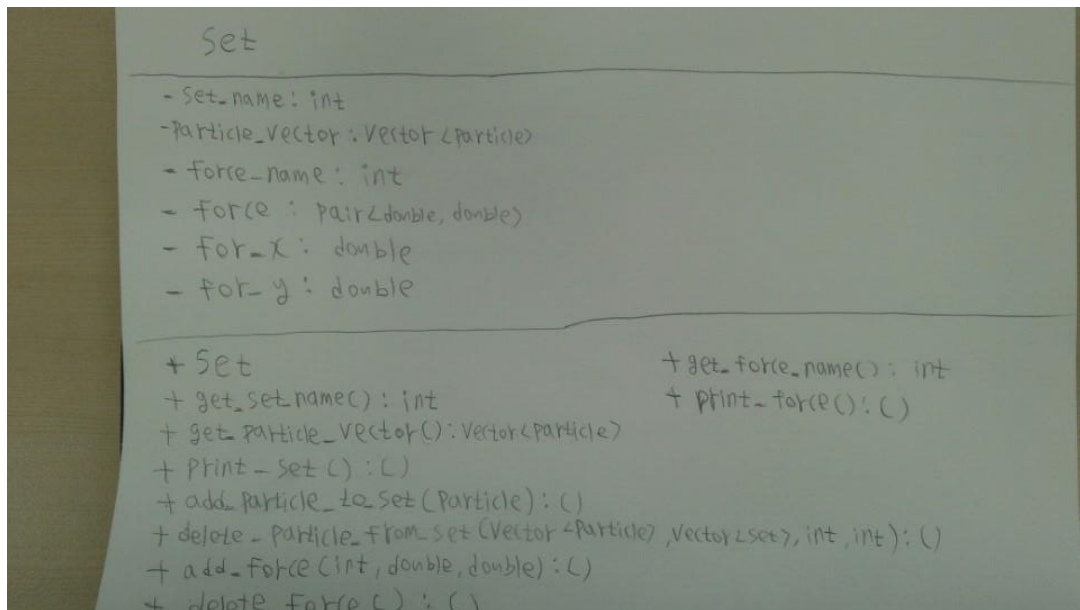 Set
- Set_name : int
- Particle_vector : Vector <particle>
- force_name : int
- force : pair<double, double>
- for_x : double
- for_y : double
+ Set
+ get_set_name() : int
+ get_particle_vector() : Vector<particle>
+ print_set() : ()
+ add_particle_to_set(particle) : ()
+ delete_particle_from_set(vector<particle>, vector<set>, int, int) : ()
+ add_force(int, double, double) : ()
+ delete_force() : ()
+ get_force_name() : int
+ print_force() : ()